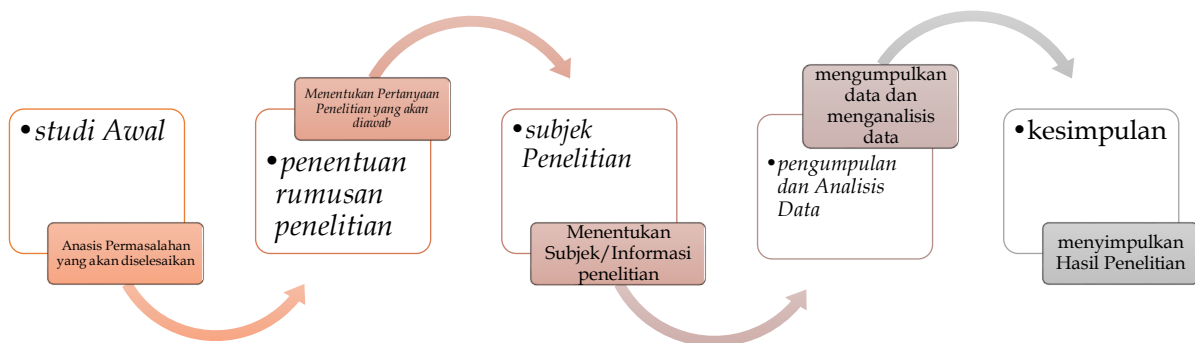 •studi Awal
Anasis Permasalahan
yang akan diselesaikan
Menentukan Pertanyaan
Penelitian yang akan
diawab
•penentuan
rumusan
penelitian
•subjek
Penelitian
Menentukan
Subjek/Informasi
penelitian
mengumpulkan
data dan
menganalisis
data
•pengumpulan
dan Analisis
Data
•kesimpulan
menyimpulkan
Hasil Penelitian